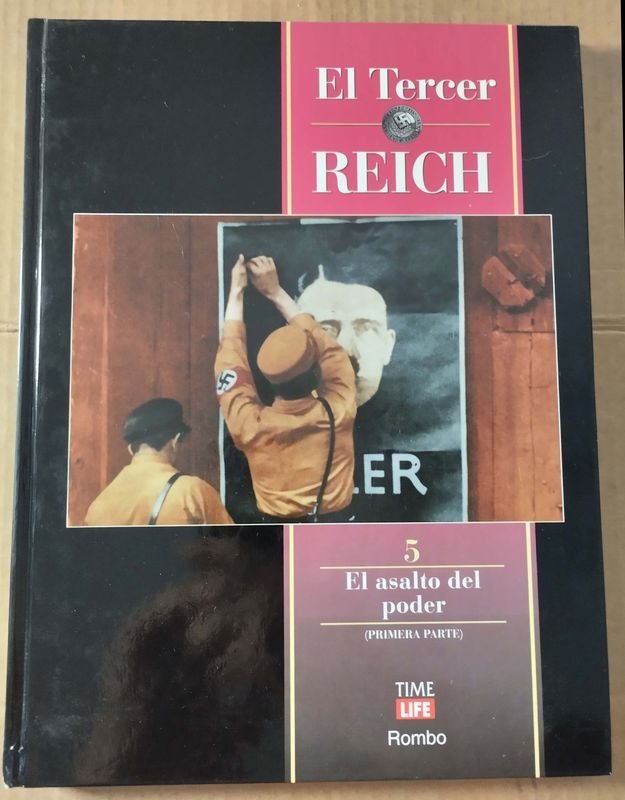 El Tercer
REICH
LER
5
El asalto del
poder
(PRIMERA PARTE)
TIME
LIFE
Rombo